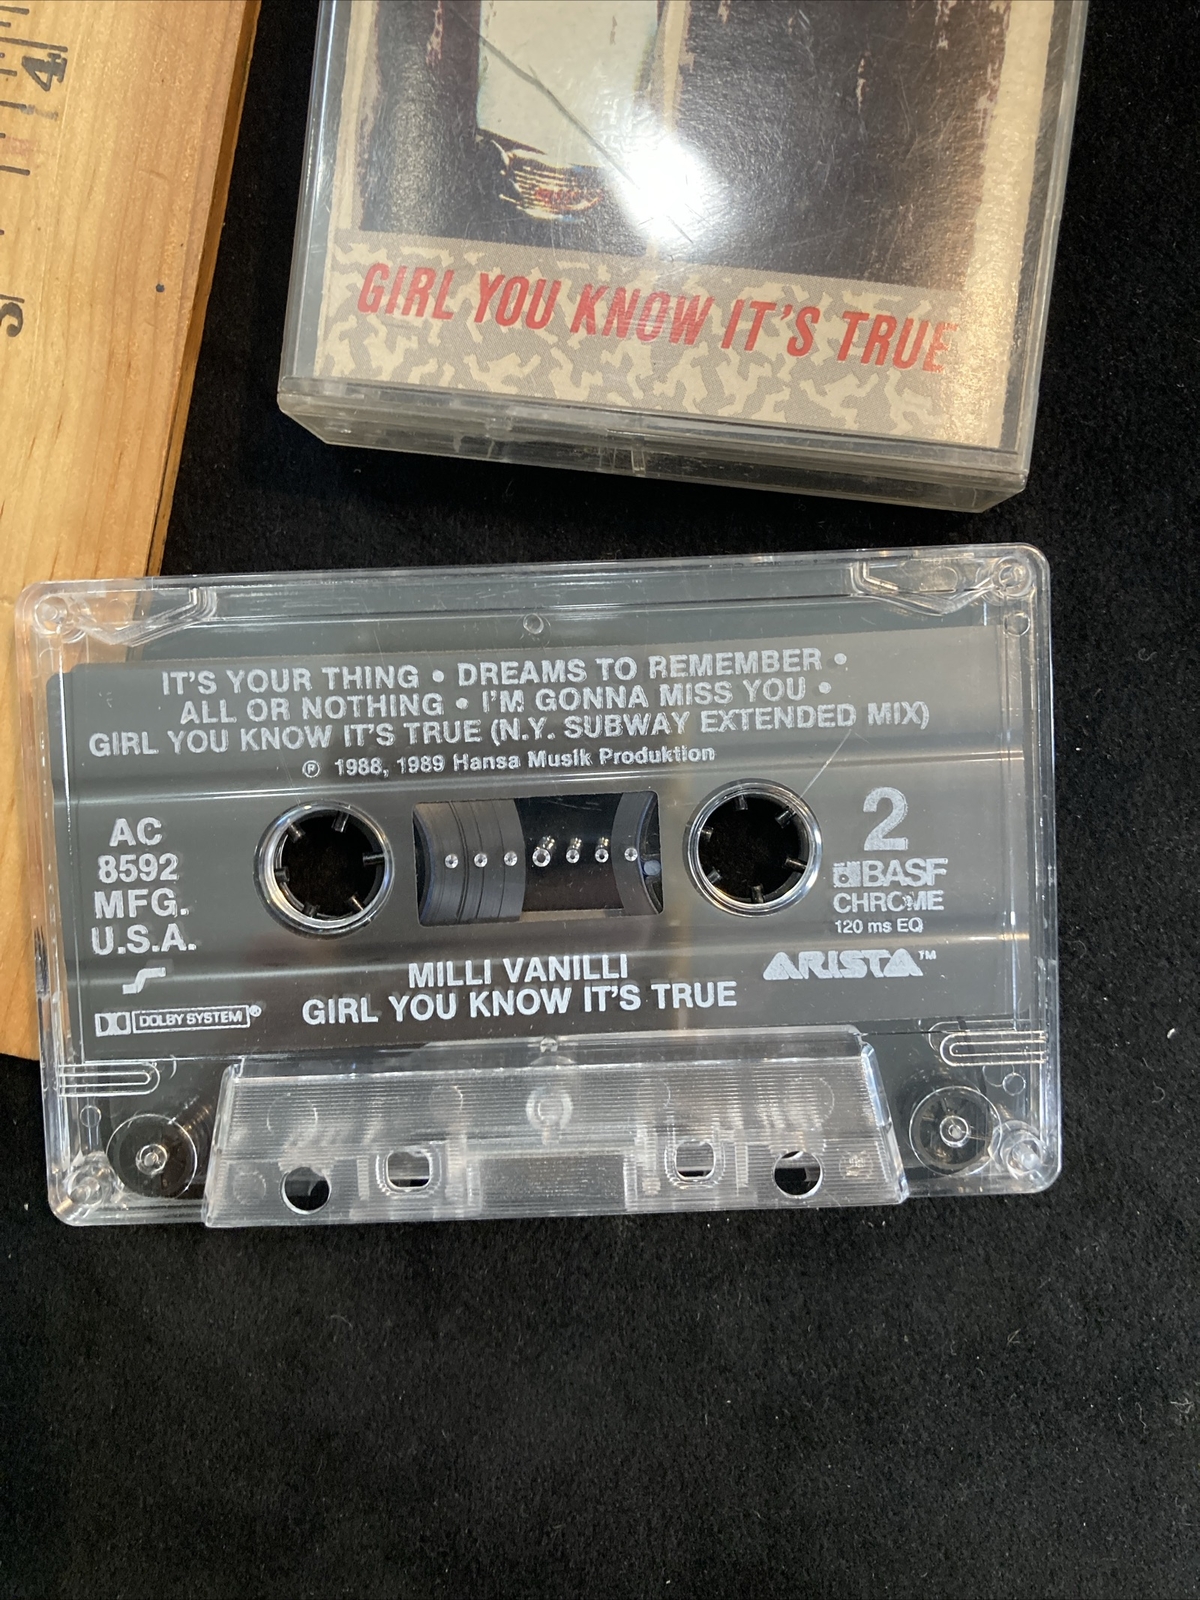 4
5
GIRL YOU KNOW IT'S TRUE
IT'S YOUR THING • DREAMS TO REMEMBER •
ALL OR NOTHING • I'M GONNA MISS YOU •
GIRL YOU KNOW IT'S TRUE (N.Y. SUBWAY EXTENDED MIX)
℗ 1988, 1989 Hansa Musik Produktion
AC
8592
MFG.
U.S.A.
DOLBY SYSTEM®
2
BASF
CHROME
120 ms EQ
ARISTA™
MILLI VANILLI
GIRL YOU KNOW IT'S TRUE